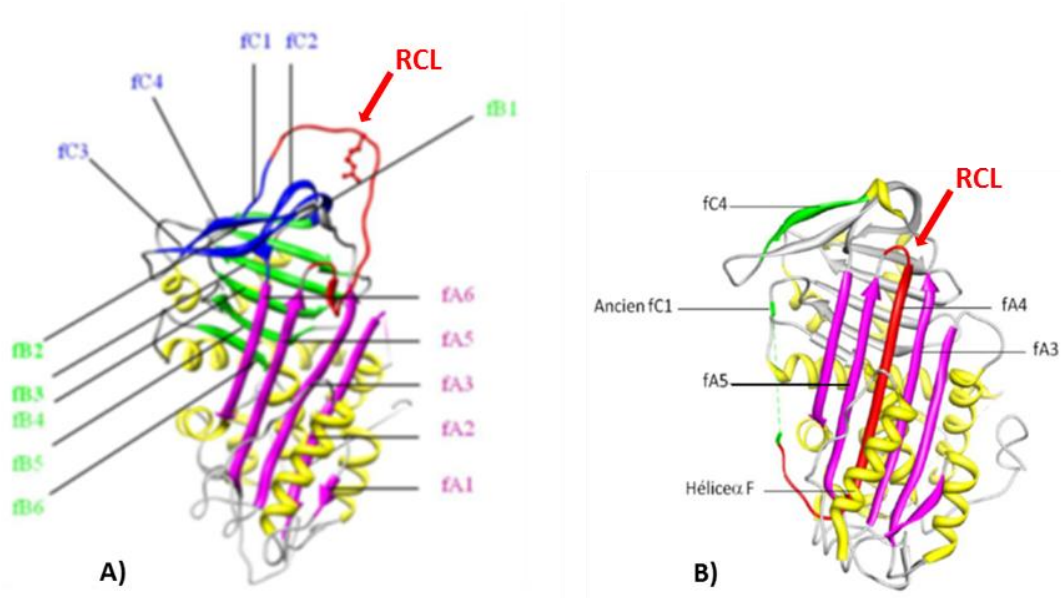 fC1 fC2
RCL
fC4
fB1
fC3
fA6
fA5
fA3
fA2
fA1
fB2
fB3
fB4
fB5
fB6
A)
RCL
fC4
Ancien fC1
fA4
fA3
fA5
Héliceα F
B)